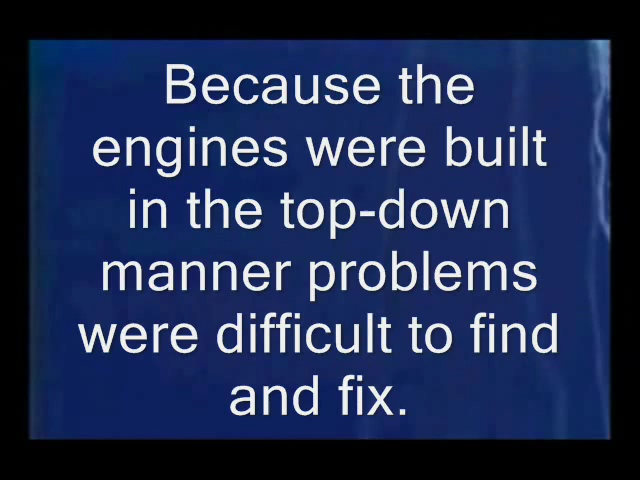 Because the
engines were built
in the top-down
manner problems
were difficult to find
and fix.